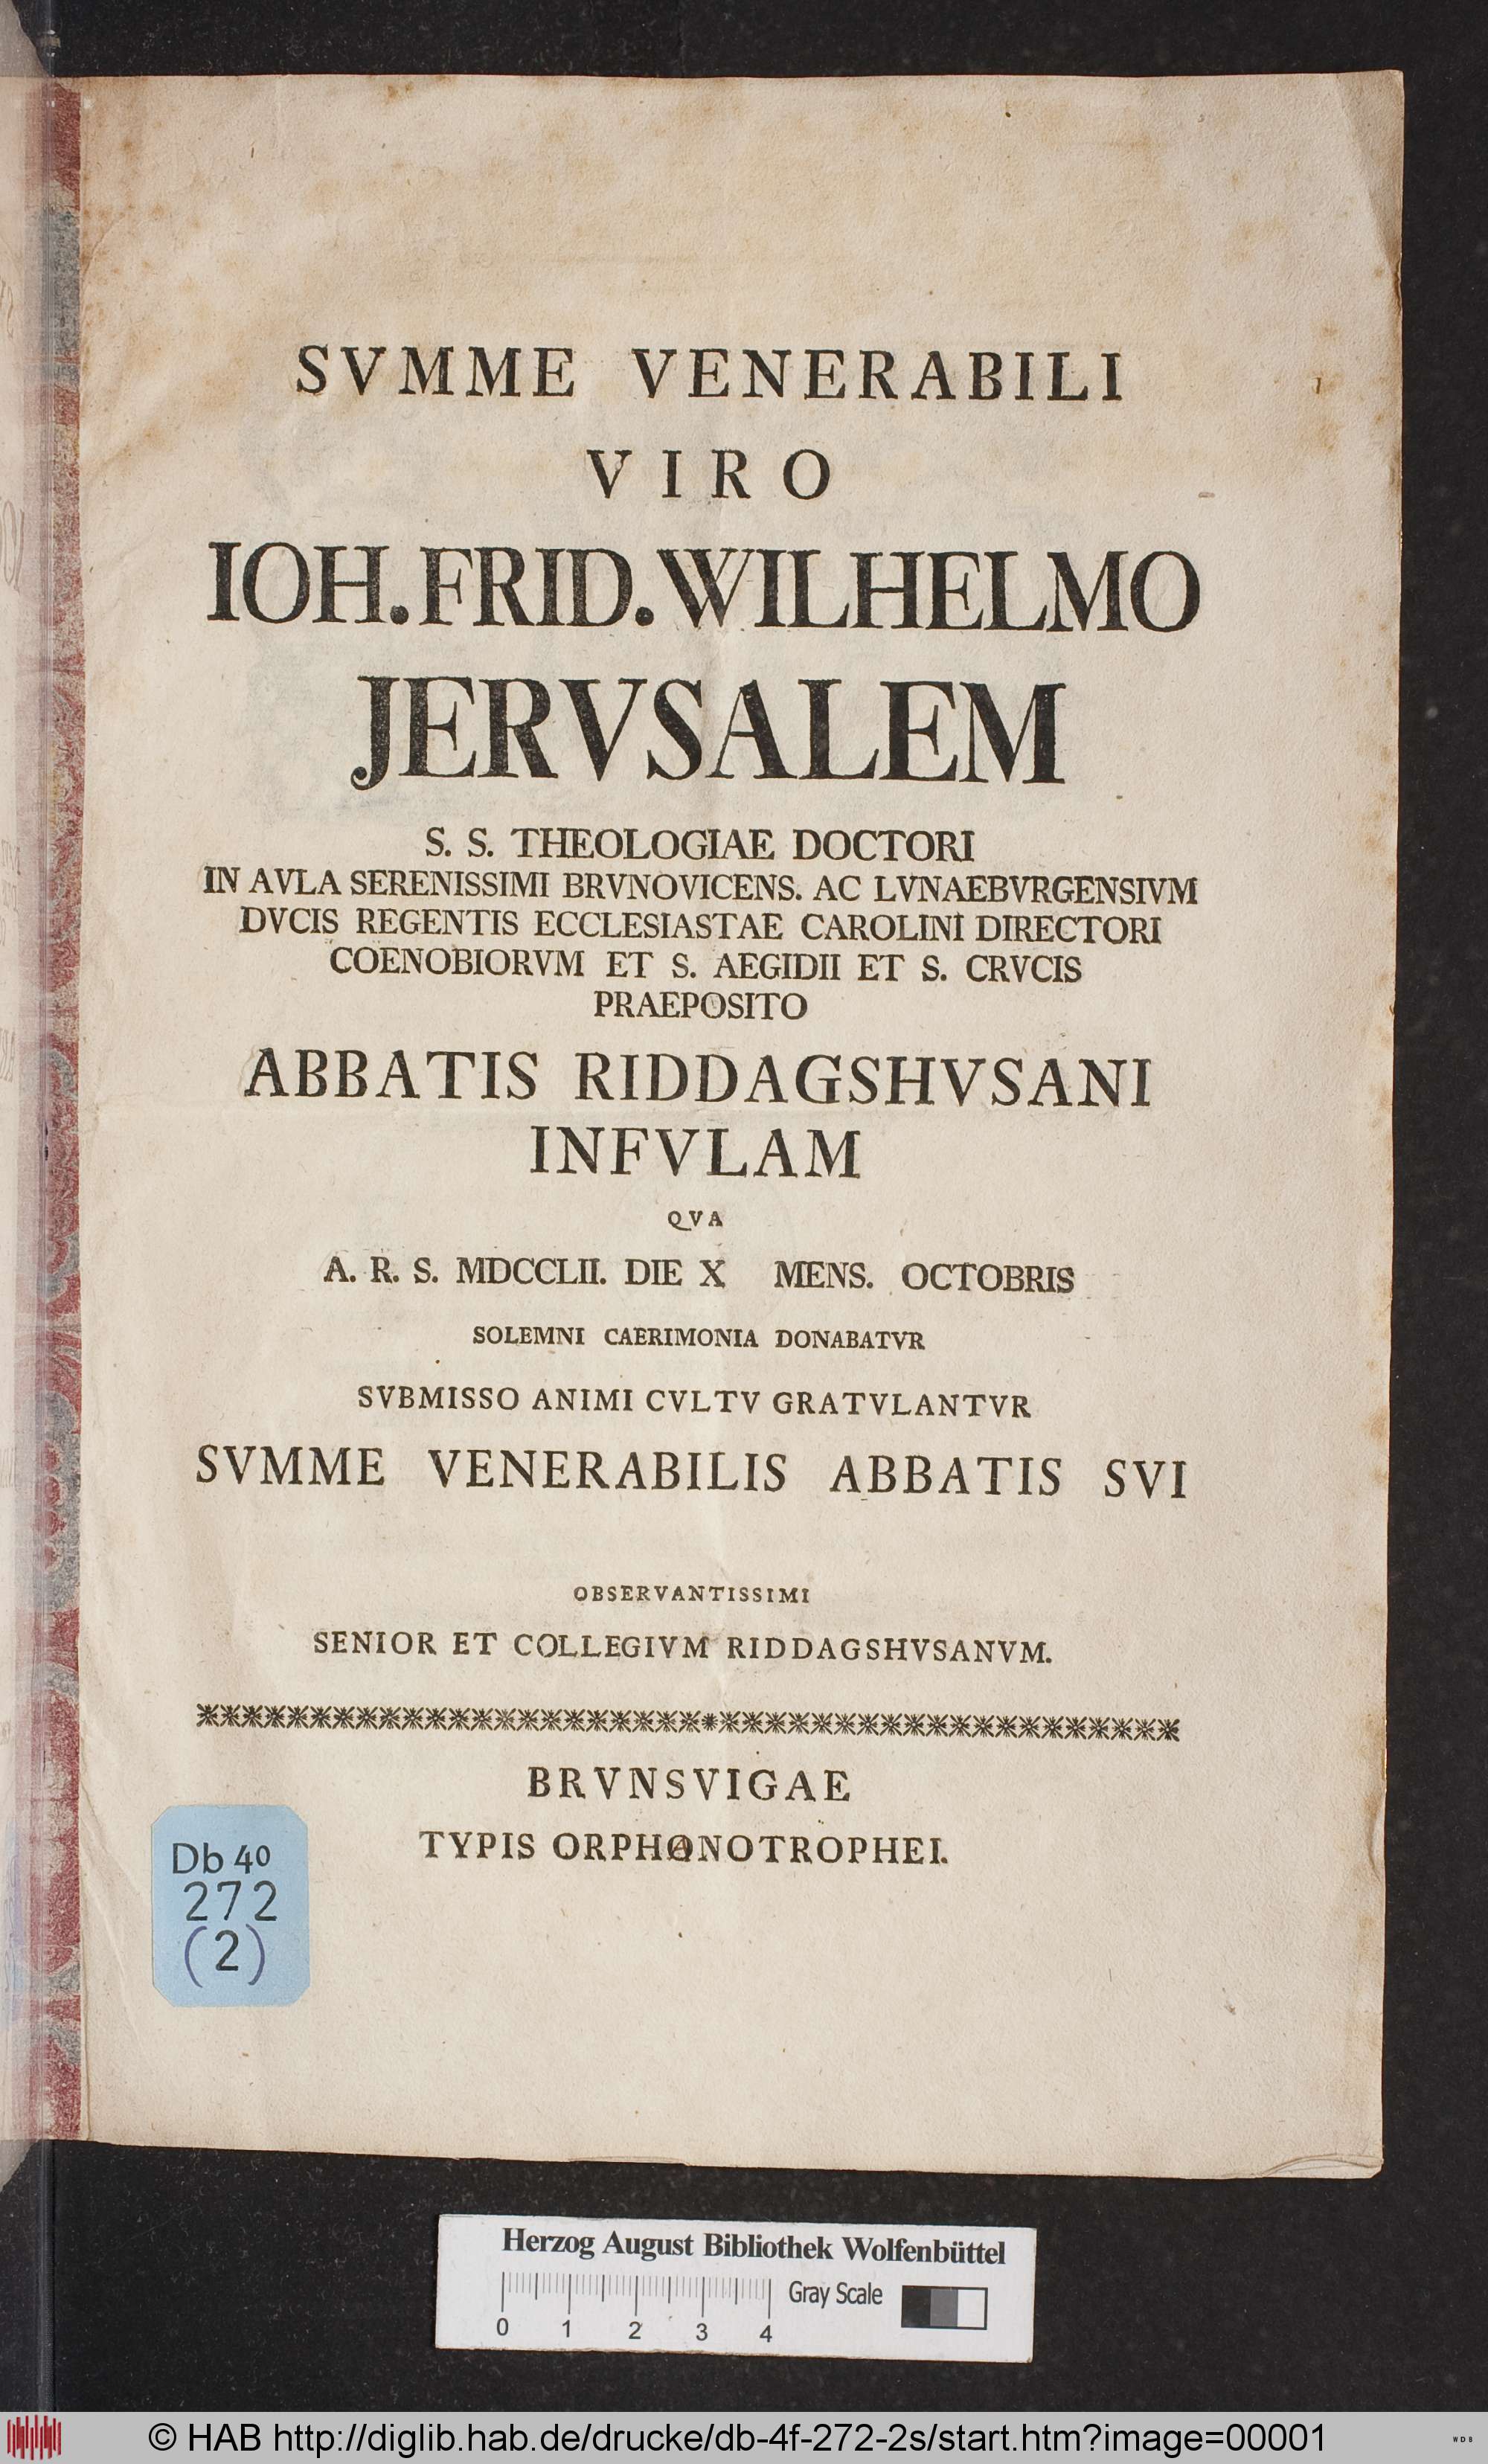 SVMME VENERABILI
VIRO
IOH. FRID. WILHELMO
JERVSALEM
S. S. THEOLOGIAE DOCTORI
IN AVLA SERENISSIMI BRVNOVICENS. AC LVNAEBVRGENSIVM
DVCIS REGENTIS ECCLESIASTAE CAROLINI DIRECTORI
COENOBIORVM ET S. AEGIDII ET S. CRVCIS
PRAEPOSITO
ABBATIS RIDDAGSHVSANI
INFVLAM
QVA
A. R. S. MDCCLII. DIE X MENS. OCTOBRIS
SOLEMNI CAERIMONIA DONABATVR
SVBMISSO ANIMI CVLTV GRATVLANTVR
SVMME VENERABILIS ABBATIS SVI
OBSERVANTISSIMI
SENIOR ET COLLEGIVM RIDDAGSHVSANVM.
BRVNSVIGAE
TYPIS ORPHONOTROPHEI.
Db 40
272
(2)
Herzog August Bibliothek Wolfenbüttel
Gray Scale
0 1 2 3 4
© HAB http://diglib.hab.de/drucke/db-4f-272-2s/start.htm?image=00001
WDB